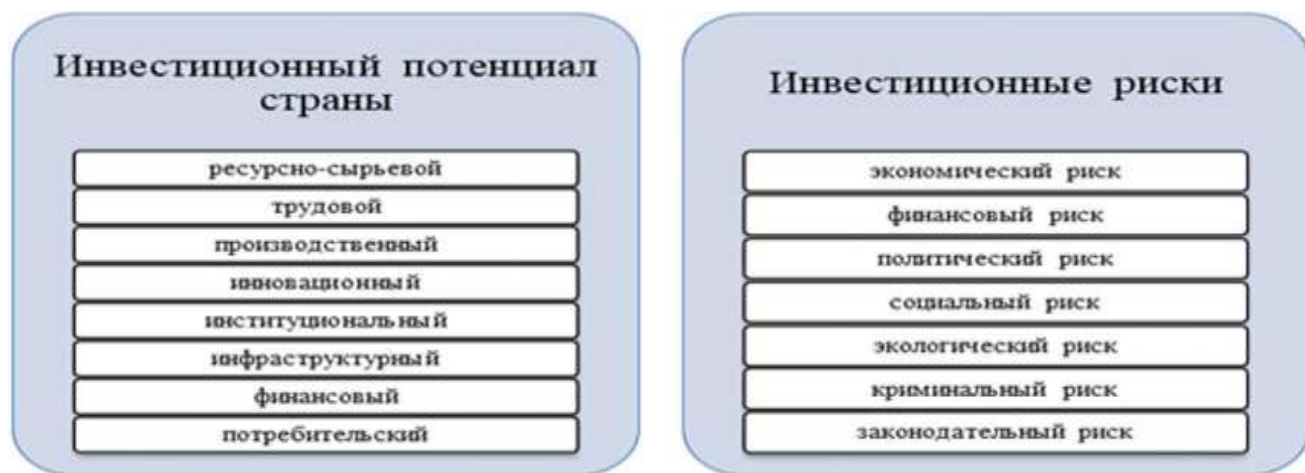 Инвестиционный потенциал
страны
ресурсно-сырьевой
трудовой
производственный
инновационный
институциональный
инфраструктурный
финансовый
потребительский
Инвестиционные риски
экономический риск
финансовый риск
политический риск
социальный риск
экологический риск
криминальный риск
законодательный риск